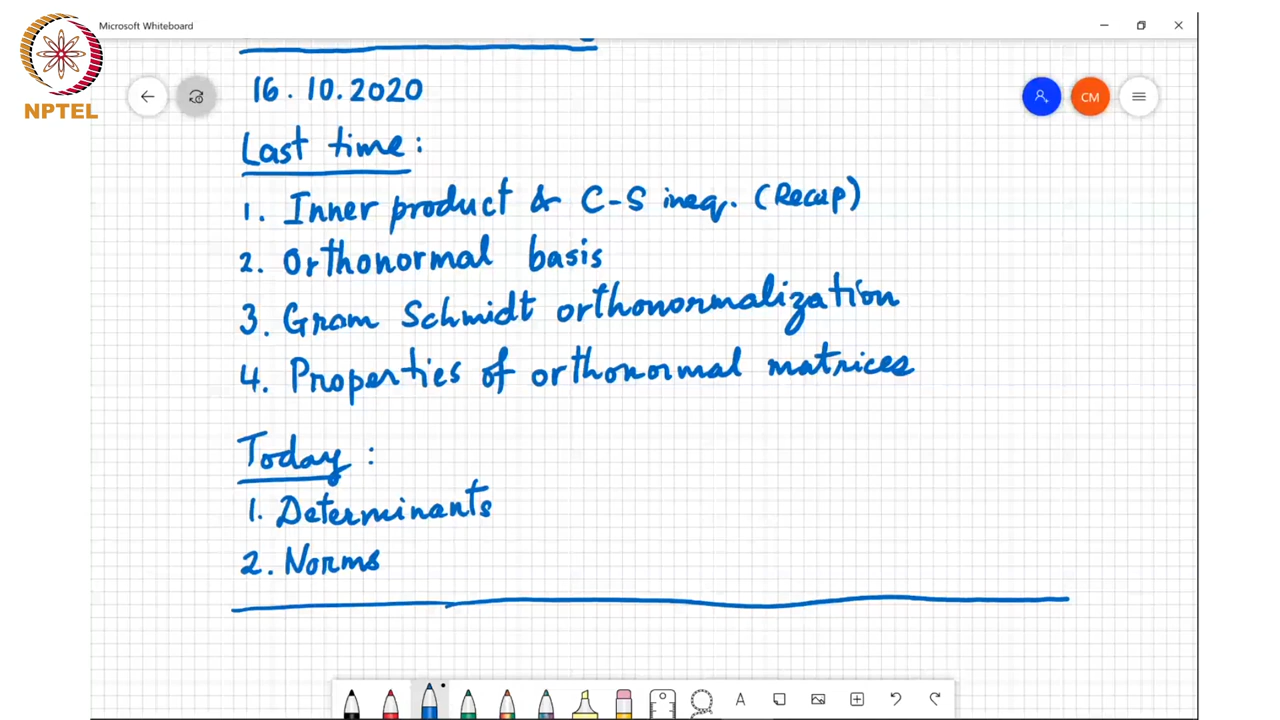 Microsoft Whiteboard
NPTEL
16.10.2020
CM
Last time:
1. Inner product & C-S ineq. (Recap)
2. Orthonormal basis
3. Gram Schmidt orthonormalization
4. Properties of orthonormal matrices
Today:
1. Determinants
2. Norms
A